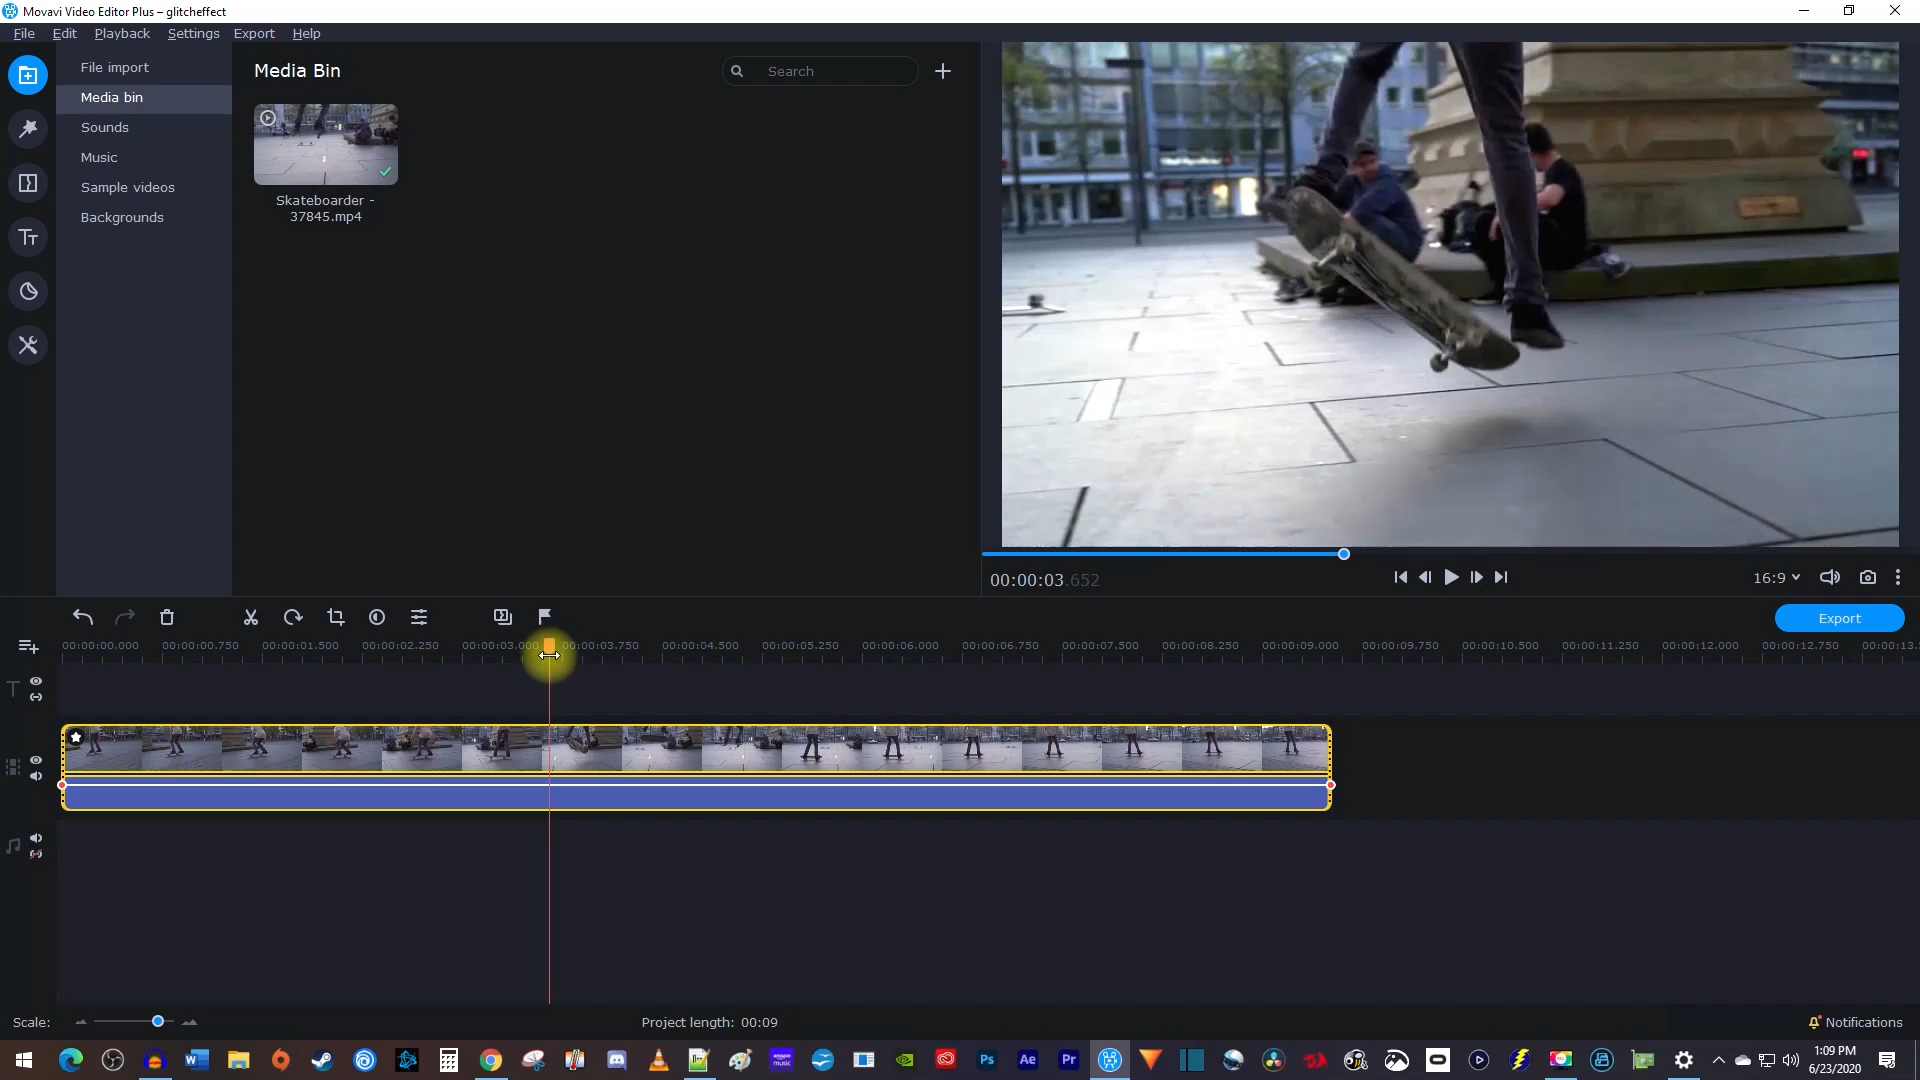 Movavi Video Editor Plus – glitcheffect
File Edit Playback Settings Export Help
File import
Media bin
Sounds
Music
Sample videos
Backgrounds
Media Bin
Search
Skateboarder -
37845.mp4
00:00:03.652
16:9
Export
00:00:00.000 00:00:00.750 00:00:01.500 00:00:02.250 00:00:03.000 00:00:03.750 00:00:04.500 00:00:05.250 00:00:06.000 00:00:06.750 00:00:07.500 00:00:08.250 00:00:09.000 00:00:09.750 00:00:10.500 00:00:11.250 00:00:12.000 00:00:12.750 00:00:13.
Scale:
Project length: 00:09
Notifications
Ps
Ae
Pr
1:09 PM
6/23/2020